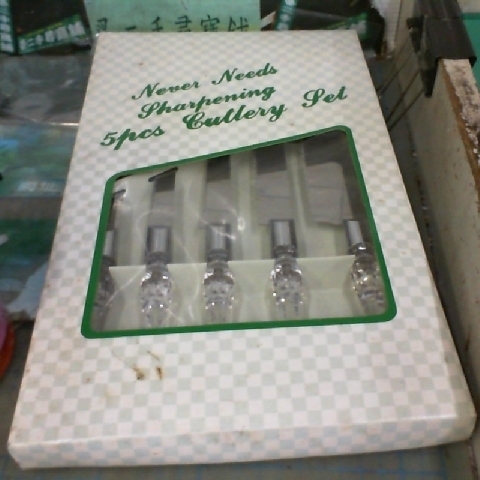 Never Needs
Sharpening
5pcs Cutlery Set